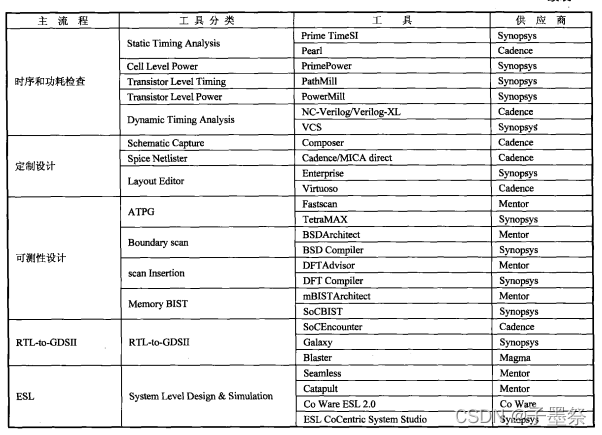 主 流 程 工 具 分 类 工 具 供 应 商
时序和功耗检查 Static Timing Analysis Prime TimeSI Synopsys
Pearl Cadence
Cell Level Power PrimePower Synopsys
Transistor Level Timing PathMill Synopsys
Transistor Level Power PowerMill Synopsys
Dynamic Timing Analysis NC-Verilog/Verilog-XL Cadence
VCS Synopsys
定制设计 Schematic Capture Composer Cadence
Spice Netlister Cadence/MICA direct Cadence
Layout Editor Enterprise Synopsys
Virtuoso Cadence
可测性设计 ATPG Fastscan Mentor
TetraMAX Synopsys
Boundary scan BSDArchitect Mentor
BSD Compiler Synopsys
scan Insertion DFTAdvisor Mentor
DFT Compiler Synopsys
Memory BIST mBISTArchitect Mentor
SoCBIST Synopsys
RTL-to-GDSII RTL-to-GDSII SoCEncounter Cadence
Galaxy Synopsys
Blaster Magma
ESL System Level Design & Simulation Seamless Mentor
Catapult Mentor
Co Ware ESL 2.0 Co Ware
ESL CoCentric System Studio Synopsys
CSDN @子墨祭